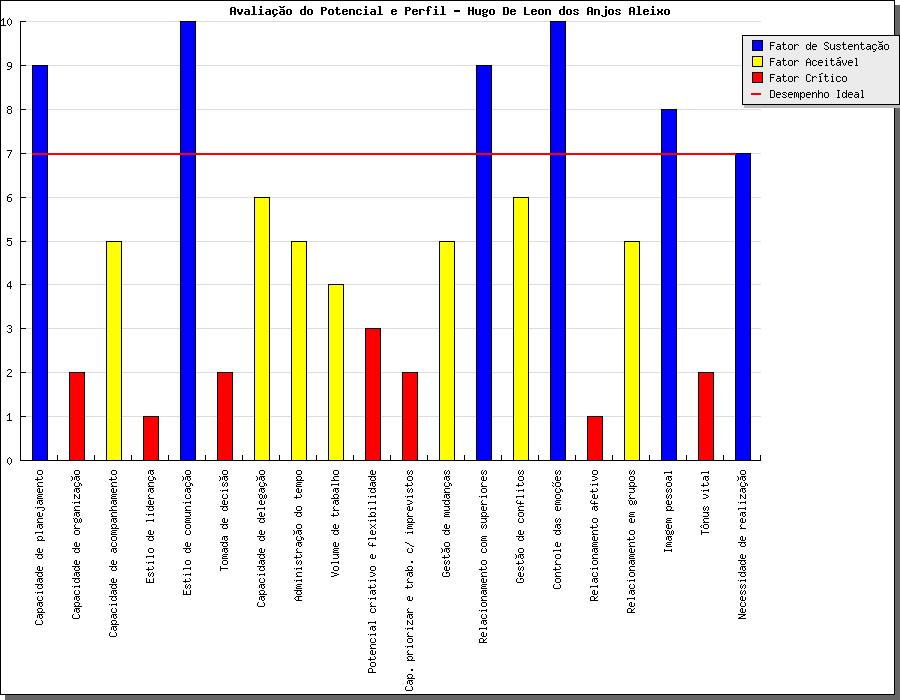 Avaliação do Potencial e Perfil - Hugo De Leon dos Anjos Aleixo
Fator de Sustentação
Fator Aceitável
Fator Crítico
Desempenho Ideal
10
9
8
7
6
5
4
3
2
1
0
Capacidade de planejamento
Capacidade de organização
Capacidade de acompanhamento
Estilo de liderança
Estilo de comunicação
Tomada de decisão
Capacidade de delegação
Administração do tempo
Volume de trabalho
Potencial criativo e flexibilidade
Cap. priorizar e trab. c/ imprevistos
Gestão de mudanças
Relacionamento com superiores
Gestão de conflitos
Controle das emoções
Relacionamento afetivo
Relacionamento em grupos
Imagem pessoal
Tônus vital
Necessidade de realização